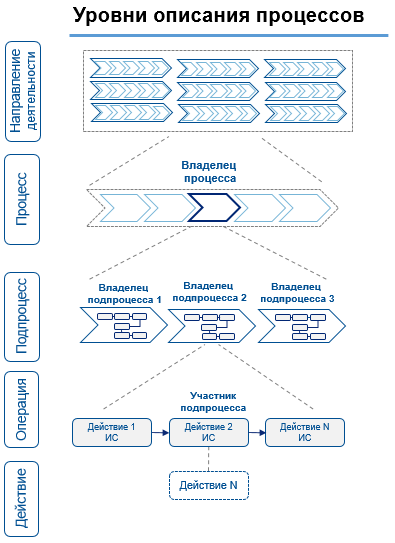 Уровни описания процессов
Направление
деятельности
Владелец
процесса
Процесс
Владелец
подпроцесса 1
Владелец
подпроцесса 2
Владелец
подпроцесса 3
Подпроцесс
Участник
подпроцесса
Операция
Действие 1
ИС
Действие 2
ИС
Действие N
ИС
Действие
Действие N